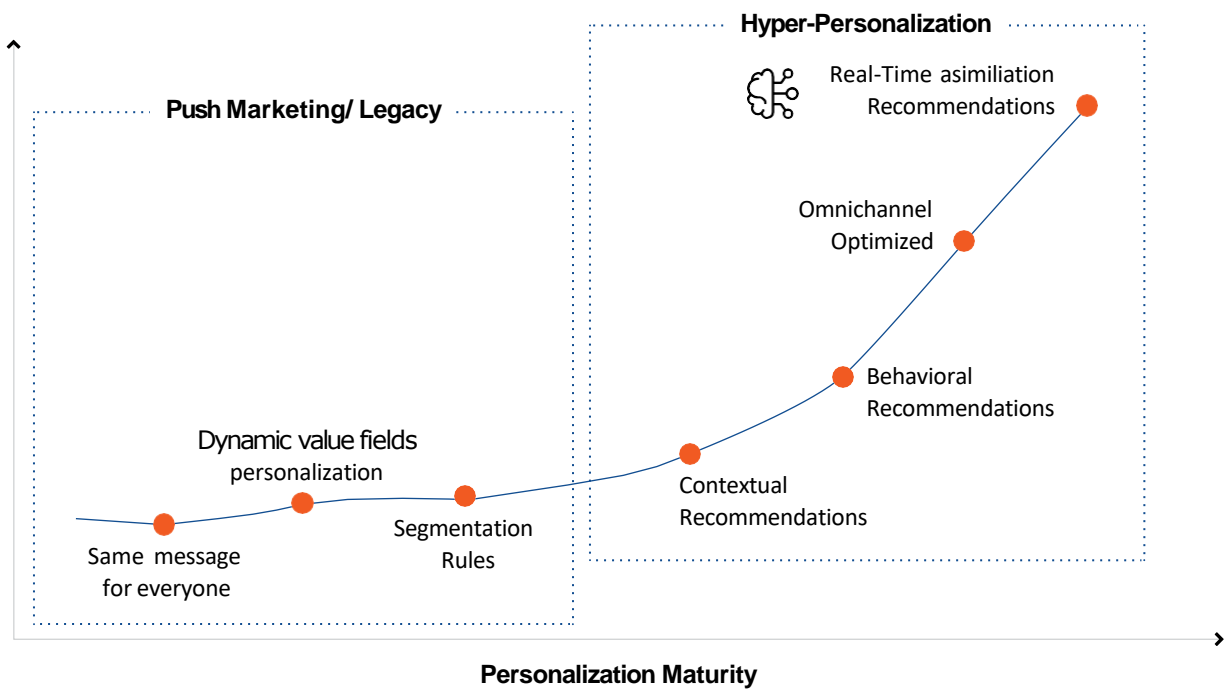 Hyper-Personalization
Real-Time asimiliation
Recommendations
Push Marketing/ Legacy
Omnichannel
Optimized
Behavioral
Recommendations
Dynamic value fields
personalization
Contextual
Recommendations
Segmentation
Rules
Same message
for everyone
Personalization Maturity